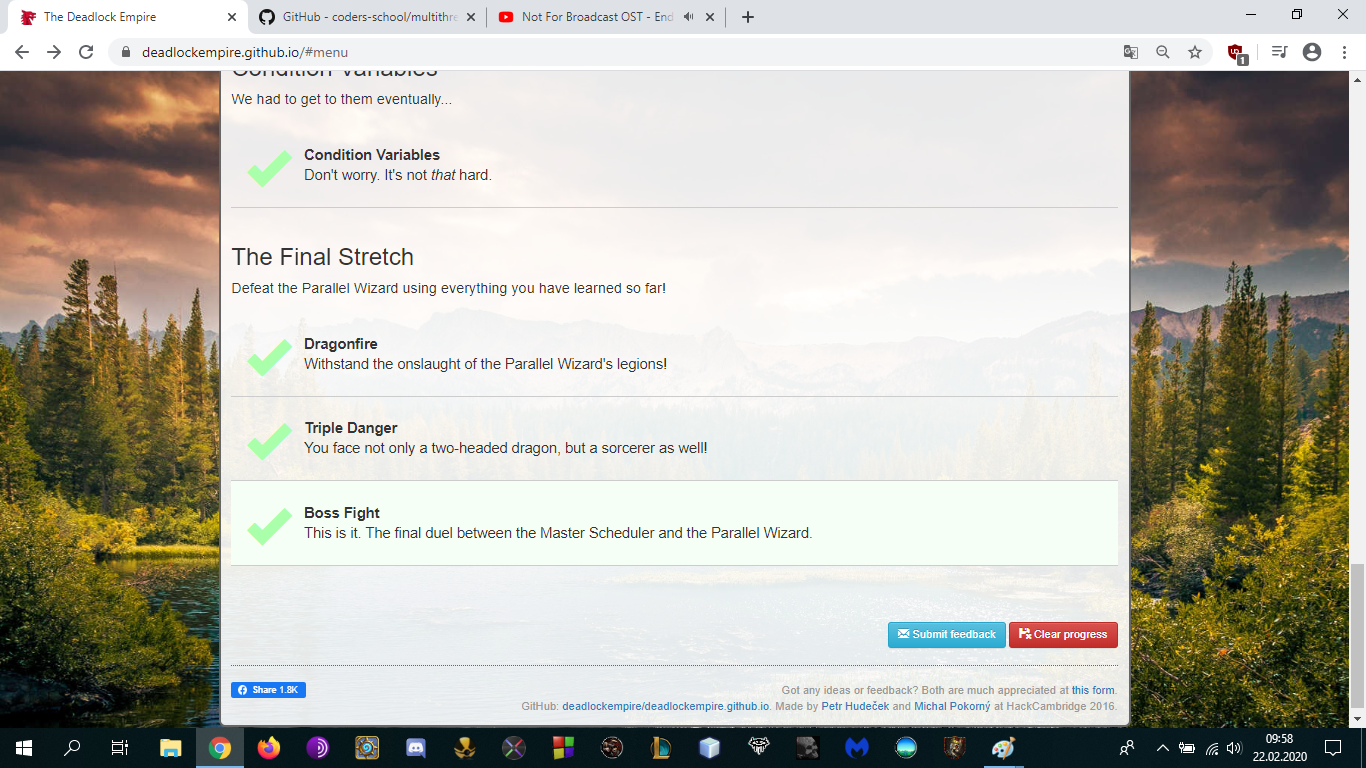 The Deadlock Empire
GitHub - coders-school/multithre
Not For Broadcast OST - End
deadlockempire.github.io/#menu
1
Condition Variables
We had to get to them eventually...
Condition Variables
Don't worry. It's not that hard.
The Final Stretch
Defeat the Parallel Wizard using everything you have learned so far!
Dragonfire
Withstand the onslaught of the Parallel Wizard's legions!
Triple Danger
You face not only a two-headed dragon, but a sorcerer as well!
Boss Fight
This is it. The final duel between the Master Scheduler and the Parallel Wizard.
Submit feedback
Clear progress
Share 1.8K
Got any ideas or feedback? Both are much appreciated at this form.
GitHub: deadlockempire/deadlockempire.github.io. Made by Petr Hudeček and Michal Pokorný at HackCambridge 2016.
09:58
22.02.2020